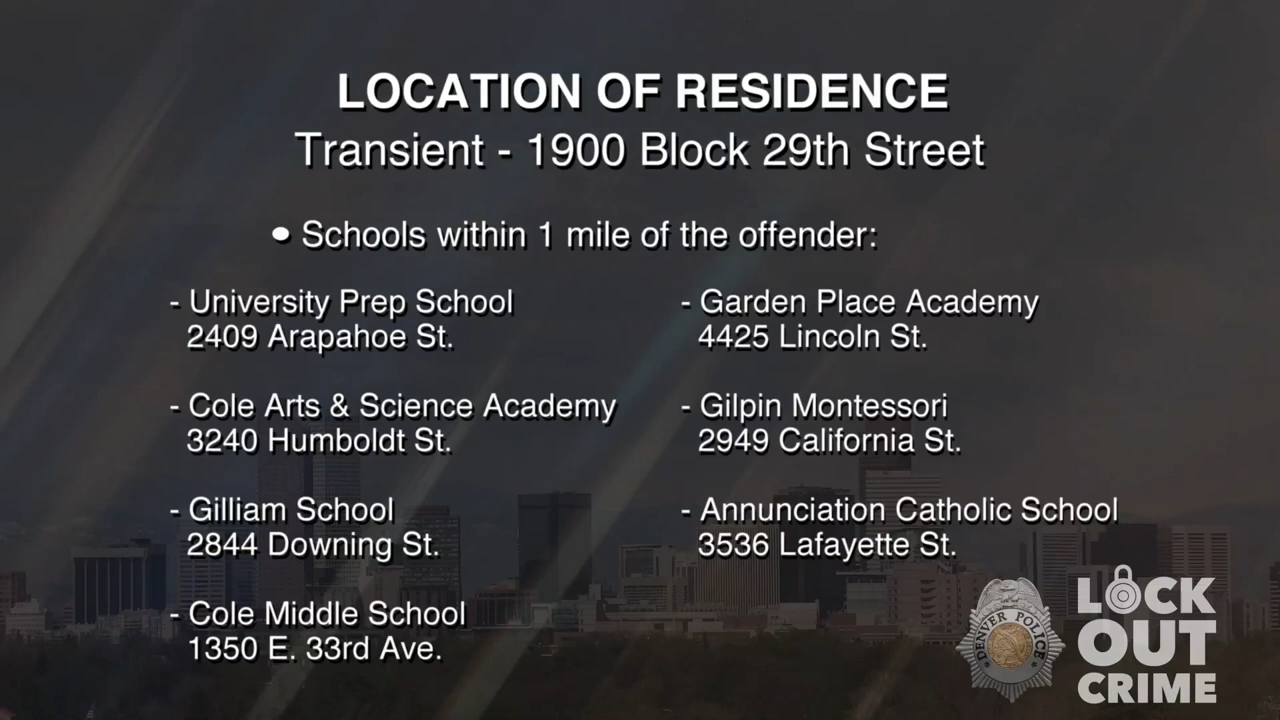 LOCATION OF RESIDENCE
Transient - 1900 Block 29th Street
• Schools within 1 mile of the offender:
- University Prep School
2409 Arapahoe St.
- Cole Arts & Science Academy
3240 Humboldt St.
- Gilliam School
2844 Downing St.
- Cole Middle School
1350 E. 33rd Ave.
- Garden Place Academy
4425 Lincoln St.
- Gilpin Montessori
2949 California St.
- Annunciation Catholic School
3536 Lafayette St.
DENVER POLICE
LOCK
OUT
CRIME